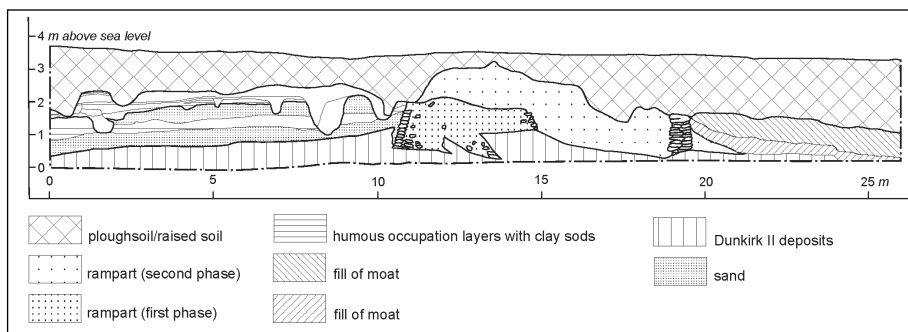 4 m above sea level
3
2
1
0
0 5 10 15 20 25 m
ploughsoil/raised soil
humous occupation layers with clay sods
Dunkirk II deposits
rampart (second phase)
fill of moat
sand
rampart (first phase)
fill of moat